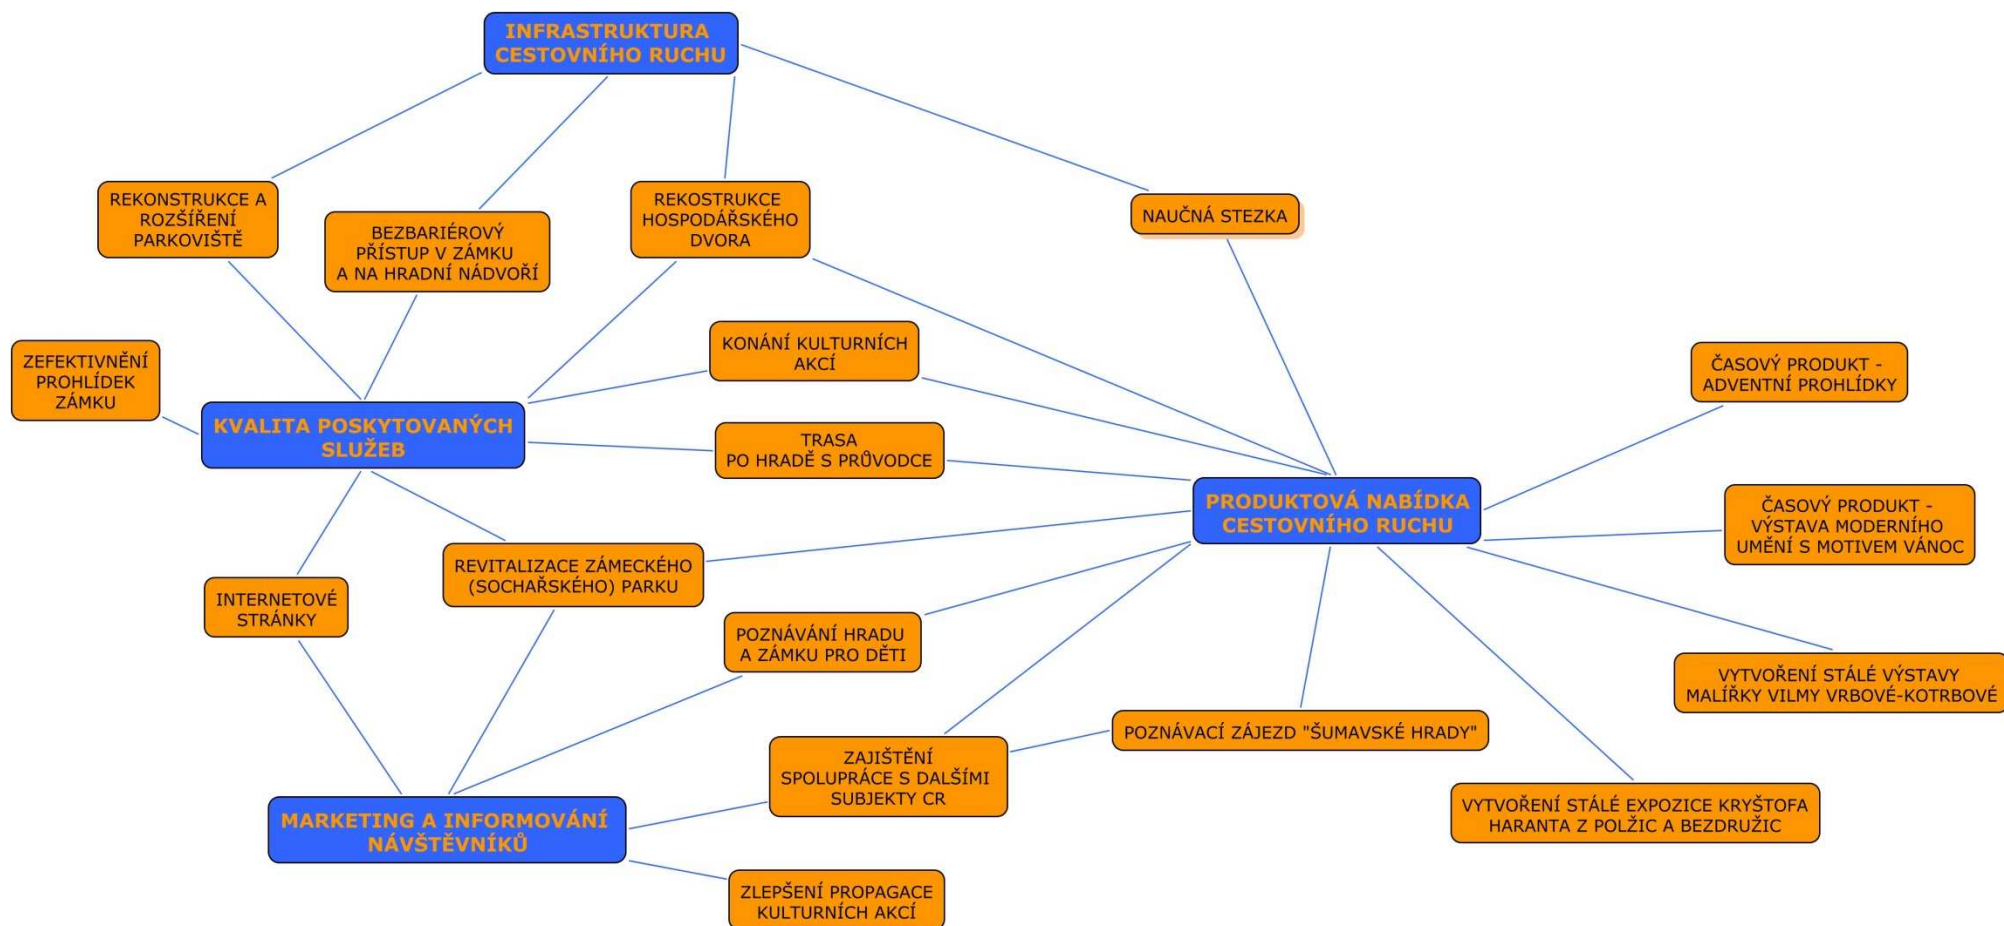 INFRASTRUKTURA
CESTOVNÍHO RUCHU
REKONSTRUKCE A
ROZŠÍŘENÍ
PARKOVIŠTĚ
BEZBARIÉROVÝ
PŘÍSTUP V ZÁMKU
A NA HRADNÍ NÁDVOŘÍ
REKOSTRUKCE
HOSPODÁŘSKÉHO
DVORA
NAUČNÁ STEZKA
ZEFEKTIVNĚNÍ
PROHLÍDEK
ZÁMKU
KONÁNÍ KULTURNÍCH
AKCÍ
ČASOVÝ PRODUKT -
ADVENTNÍ PROHLÍDKY
KVALITA POSKYTOVANÝCH
SLUŽEB
TRASA
PO HRADĚ S PRŮVODCE
PRODUKTOVÁ NABÍDKA
CESTOVNÍHO RUCHU
ČASOVÝ PRODUKT -
VÝSTAVA MODERNÍHO
UMĚNÍ S MOTIVEM VÁNOC
REVITALIZACE ZÁMECKÉHO
(SOCHAŘSKÉHO) PARKU
INTERNETOVÉ
STRÁNKY
POZNÁVÁNÍ HRADU
A ZÁMKU PRO DĚTI
VYTVOŘENÍ STÁLÉ VÝSTAVY
MALÍŘKY VILMY VRBOVÉ-KOTRBOVÉ
POZNÁVACÍ ZÁJEZD "ŠUMAVSKÉ HRADY"
ZAJIŠTĚNÍ
SPOLUPRÁCE S DALŠÍMI
SUBJEKTY CR
VYTVOŘENÍ STÁLÉ EXPOZICE KRYŠTOFA
HARANTA Z POLŽIC A BEZDRUŽIC
MARKETING A INFORMOVÁNÍ
NÁVŠTĚVNÍKŮ
ZLEPŠENÍ PROPAGACE
KULTURNÍCH AKCÍ